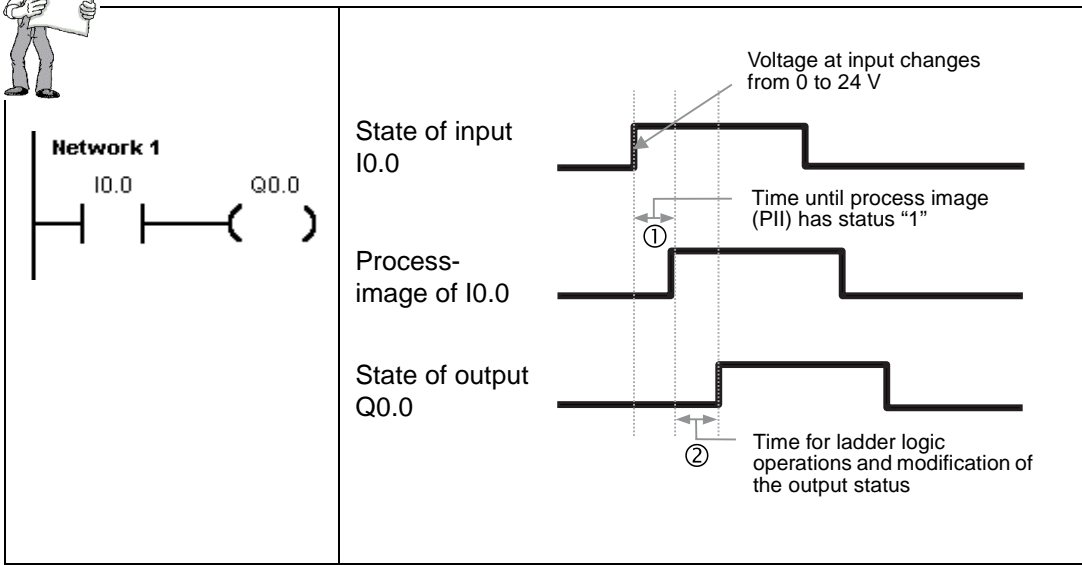 Network 1
I0.0 Q0.0
Voltage at input changes
from 0 to 24 V
State of input
I0.0
Time until process image
(PII) has status “1”
①
Process-
image of I0.0
State of output
Q0.0
②
Time for ladder logic
operations and modification of
the output status